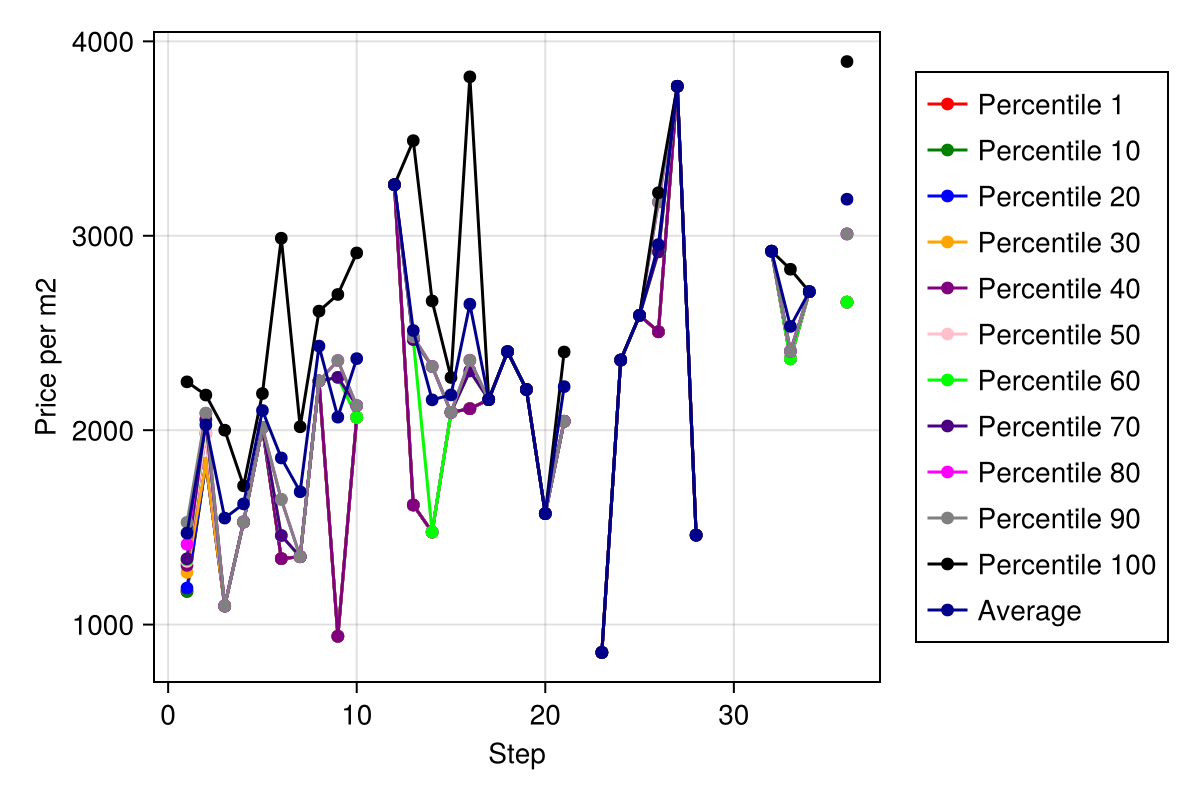 4000
3000
2000
1000
Price per m2
0 10 20 30
Step
Percentile 1
Percentile 10
Percentile 20
Percentile 30
Percentile 40
Percentile 50
Percentile 60
Percentile 70
Percentile 80
Percentile 90
Percentile 100
Average